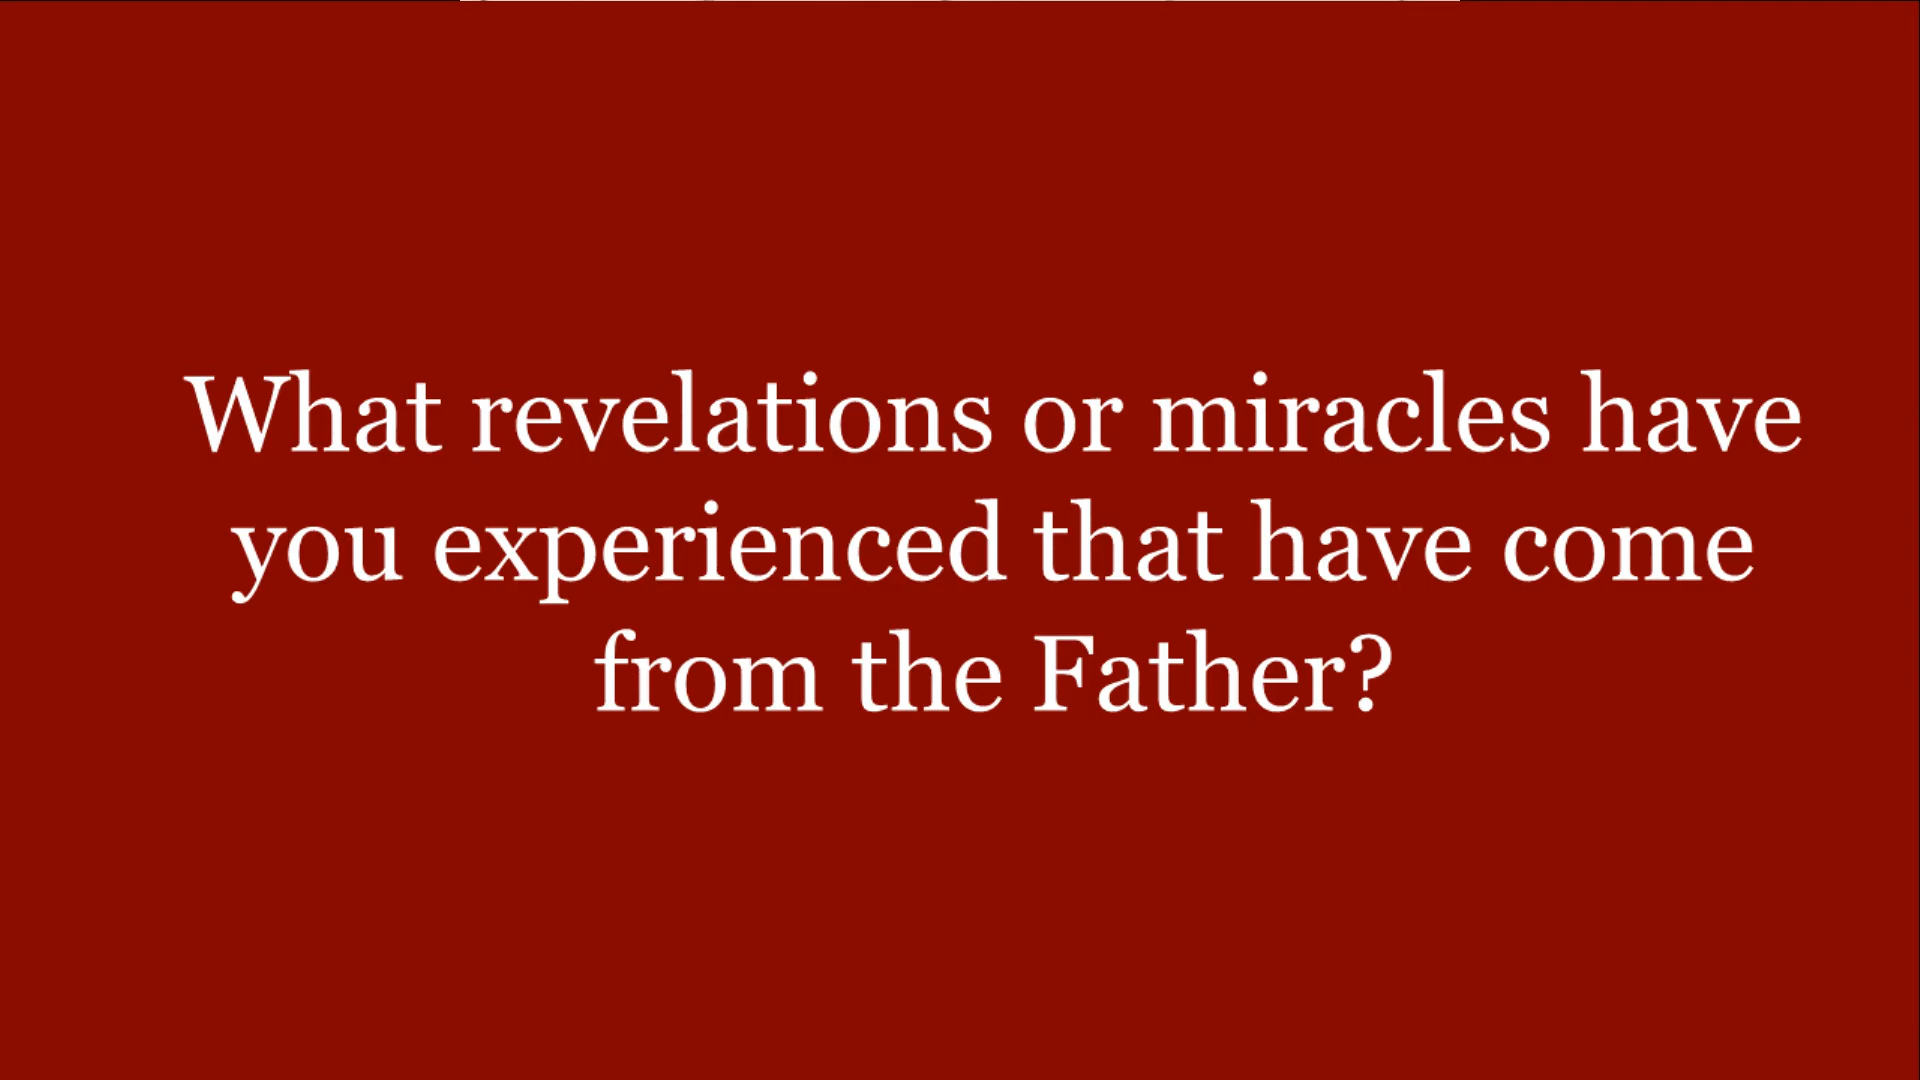 What revelations or miracles have
you experienced that have come
from the Father?